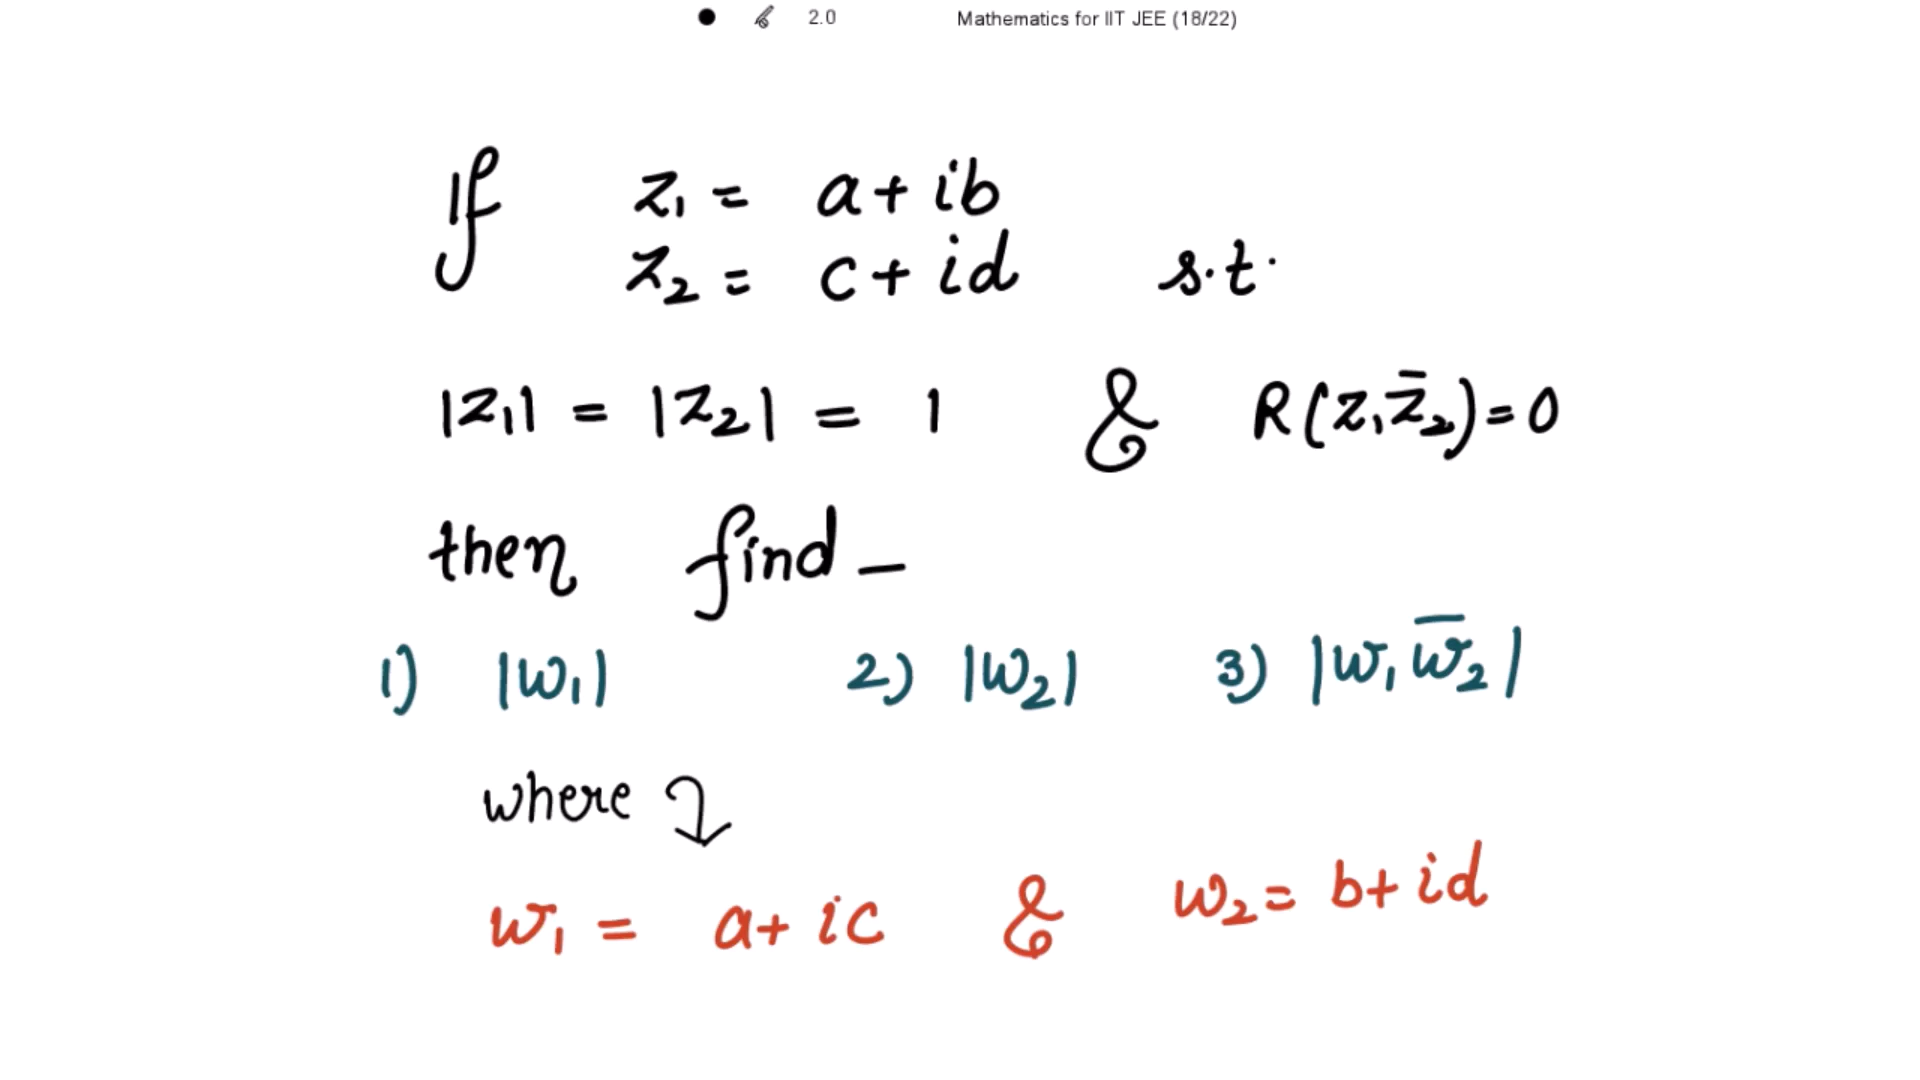 2.0 Mathematics for IIT JEE (18/22)
If z₁ = a + ib
z₂ = c + id s.t.
|z₁| = |z₂| = 1 & R(z₁z̄₂) = 0
then find –
1) |w₁| 2) |w₂| 3) |w₁w̄₂|
where
w₁ = a + ic & w₂ = b + id